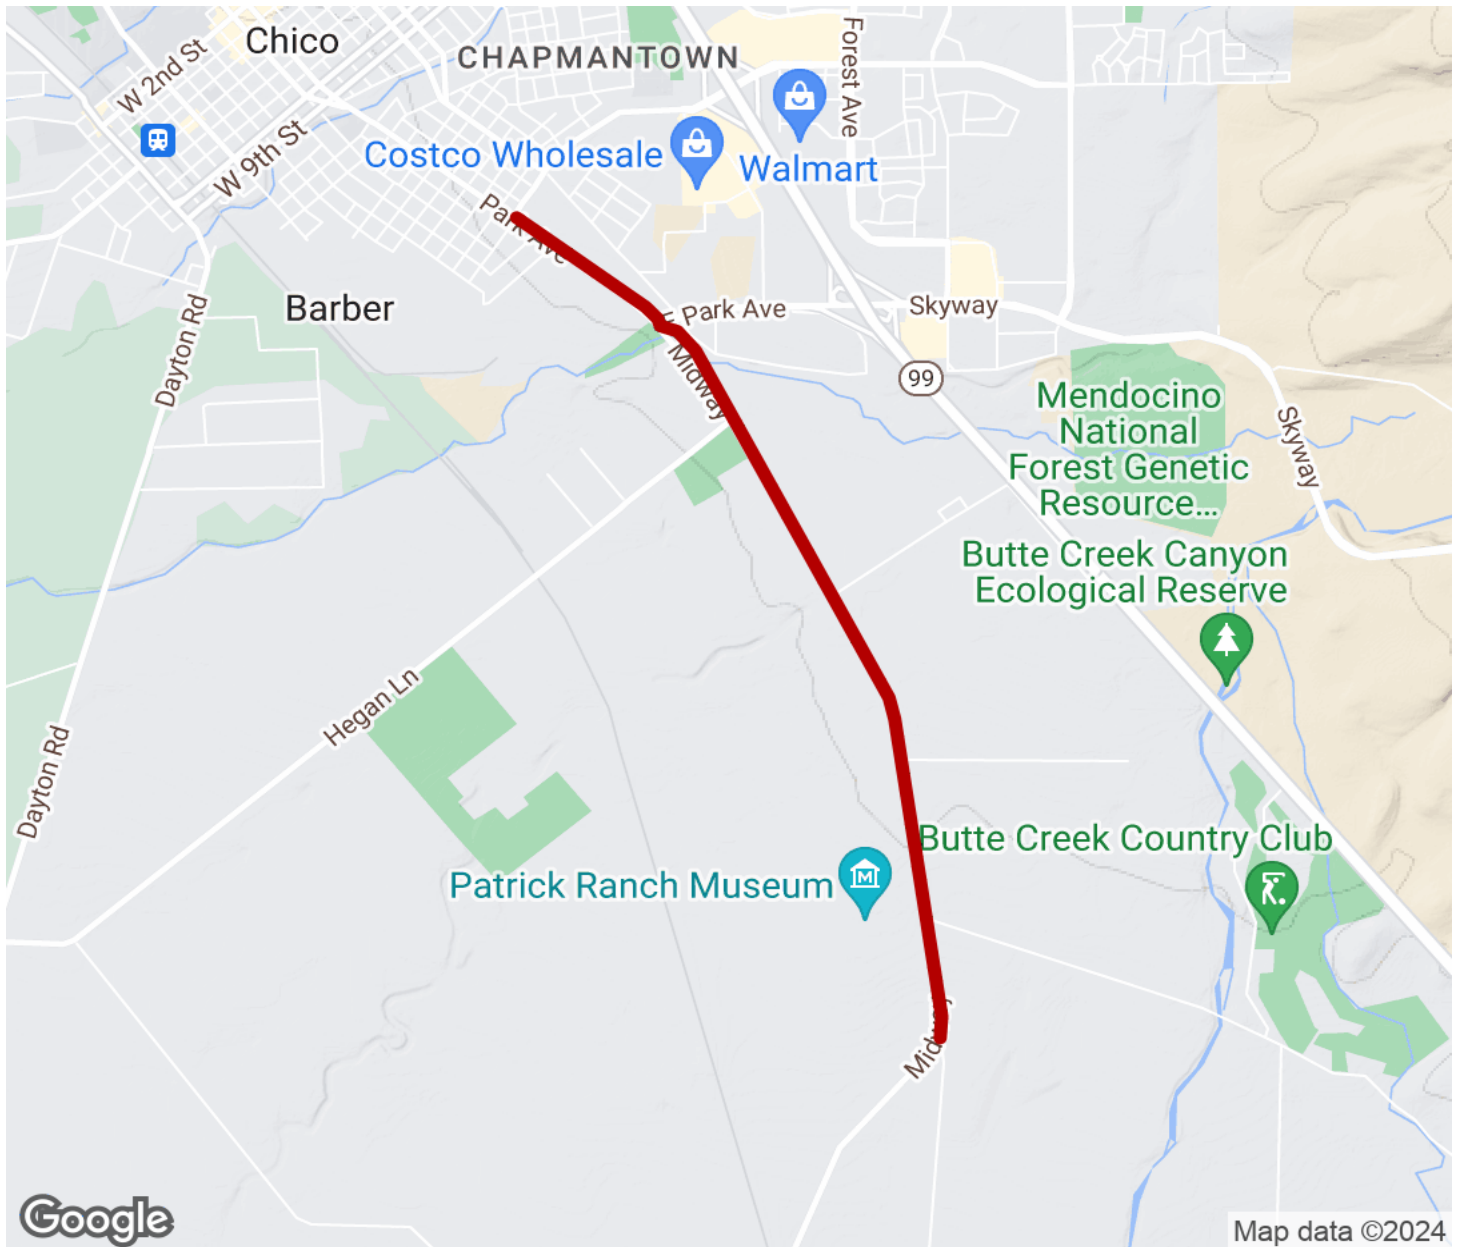 Chico
CHAPMANTOWN
W 2nd St
Forest Ave
W 9th St
Costco Wholesale
Walmart
Park Ave
Barber
Dayton Rd
E Park Ave
Skyway
Midway
99
Mendocino
National
Forest Genetic
Resource...
Skyway
Butte Creek Canyon
Ecological Reserve
Hegan Ln
Dayton Rd
Butte Creek Country Club
Patrick Ranch Museum
M
Midway
Google
Map data ©2024